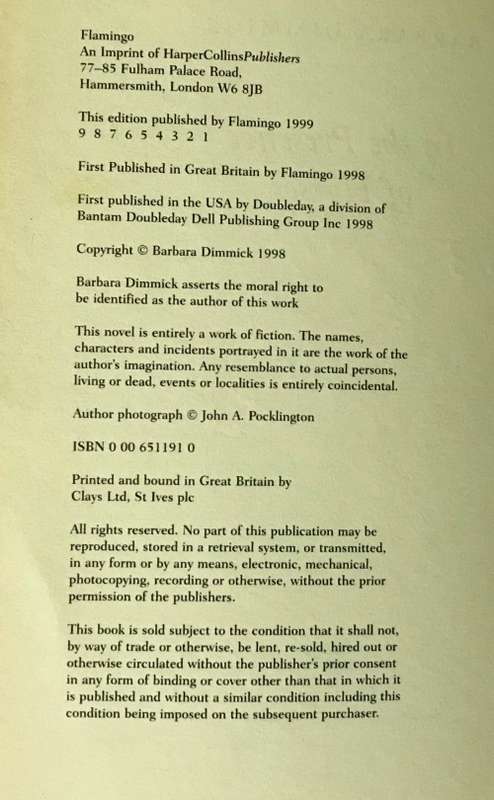 Flamingo
An Imprint of HarperCollinsPublishers
77–85 Fulham Palace Road,
Hammersmith, London W6 8JB
This edition published by Flamingo 1999
9 8 7 6 5 4 3 2 1
First Published in Great Britain by Flamingo 1998
First published in the USA by Doubleday, a division of
Bantam Doubleday Dell Publishing Group Inc 1998
Copyright © Barbara Dimmick 1998
Barbara Dimmick asserts the moral right to
be identified as the author of this work
This novel is entirely a work of fiction. The names,
characters and incidents portrayed in it are the work of the
author's imagination. Any resemblance to actual persons,
living or dead, events or localities is entirely coincidental.
Author photograph © John A. Pocklington
ISBN 0 00 651191 0
Printed and bound in Great Britain by
Clays Ltd, St Ives plc
All rights reserved. No part of this publication may be
reproduced, stored in a retrieval system, or transmitted,
in any form or by any means, electronic, mechanical,
photocopying, recording or otherwise, without the prior
permission of the publishers.
This book is sold subject to the condition that it shall not,
by way of trade or otherwise, be lent, re-sold, hired out or
otherwise circulated without the publisher's prior consent
in any form of binding or cover other than that in which it
is published and without a similar condition including this
condition being imposed on the subsequent purchaser.